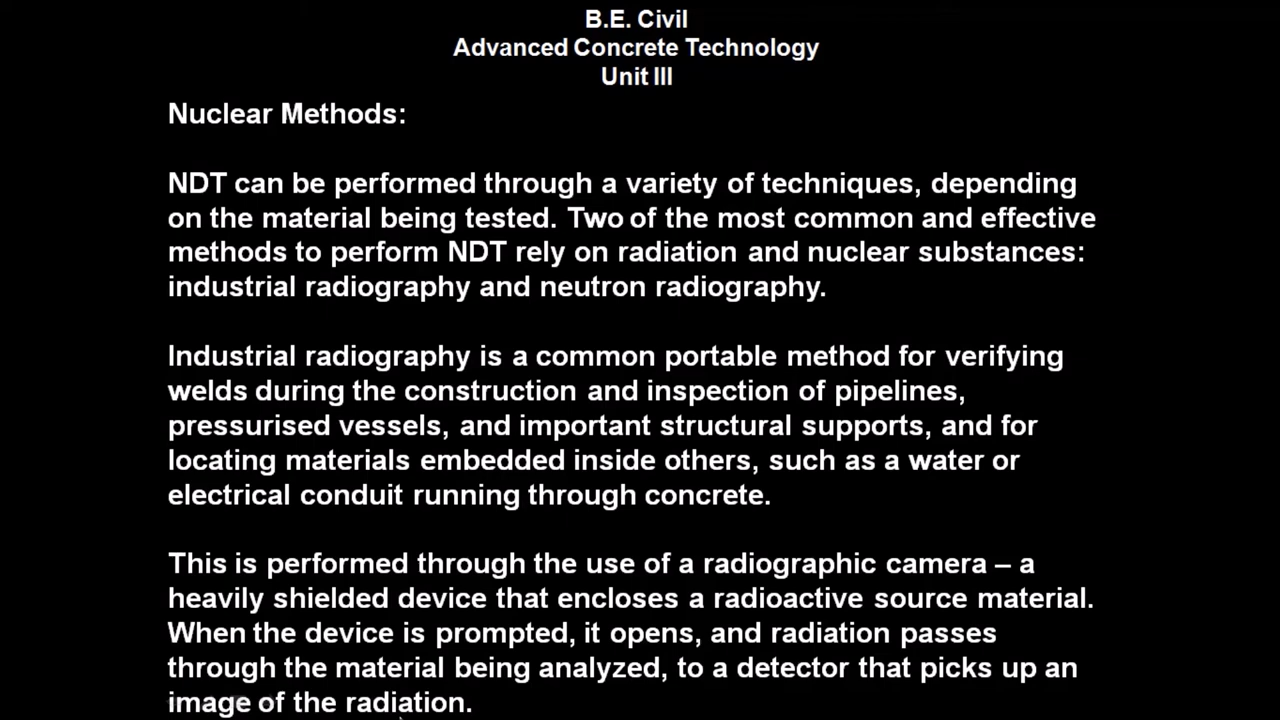 B.E. Civil
Advanced Concrete Technology
Unit III
Nuclear Methods:
NDT can be performed through a variety of techniques, depending
on the material being tested. Two of the most common and effective
methods to perform NDT rely on radiation and nuclear substances:
industrial radiography and neutron radiography.
Industrial radiography is a common portable method for verifying
welds during the construction and inspection of pipelines,
pressurised vessels, and important structural supports, and for
locating materials embedded inside others, such as a water or
electrical conduit running through concrete.
This is performed through the use of a radiographic camera – a
heavily shielded device that encloses a radioactive source material.
When the device is prompted, it opens, and radiation passes
through the material being analyzed, to a detector that picks up an
image of the radiation.